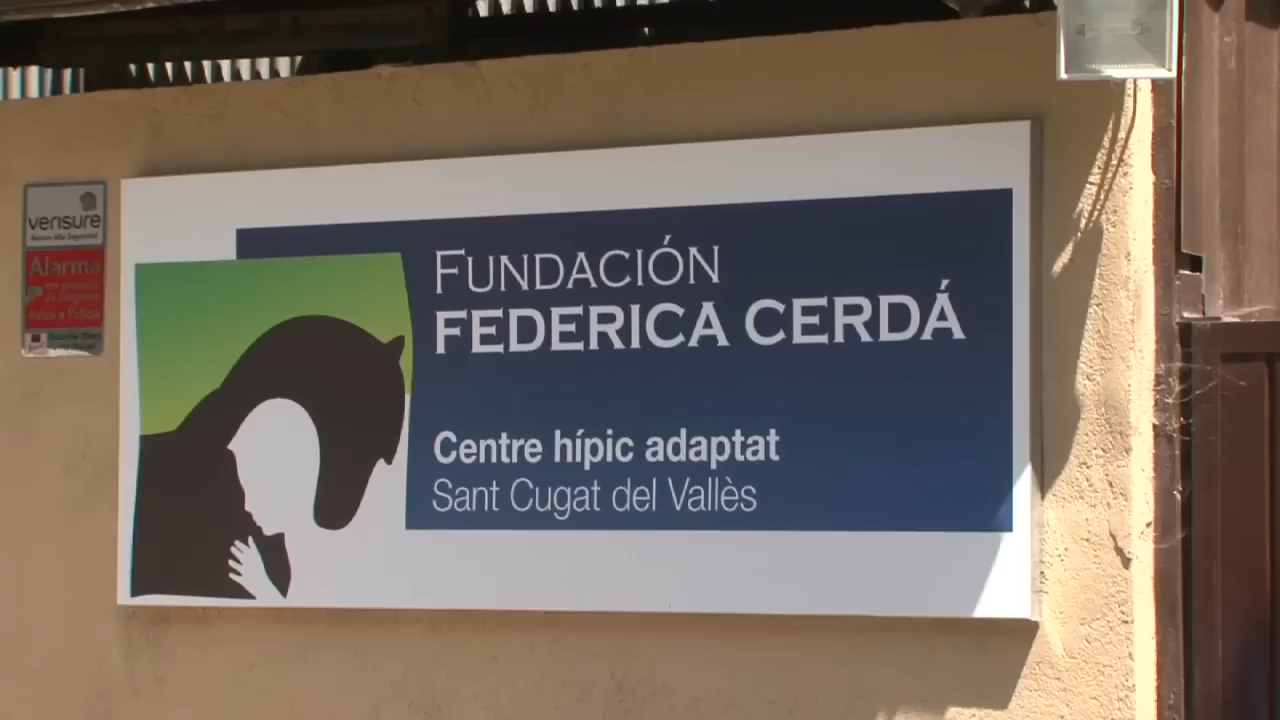 verisure
Alarma
FUNDACIÓN
FEDERICA CERDÁ
Centre hípic adaptat
Sant Cugat del Vallès